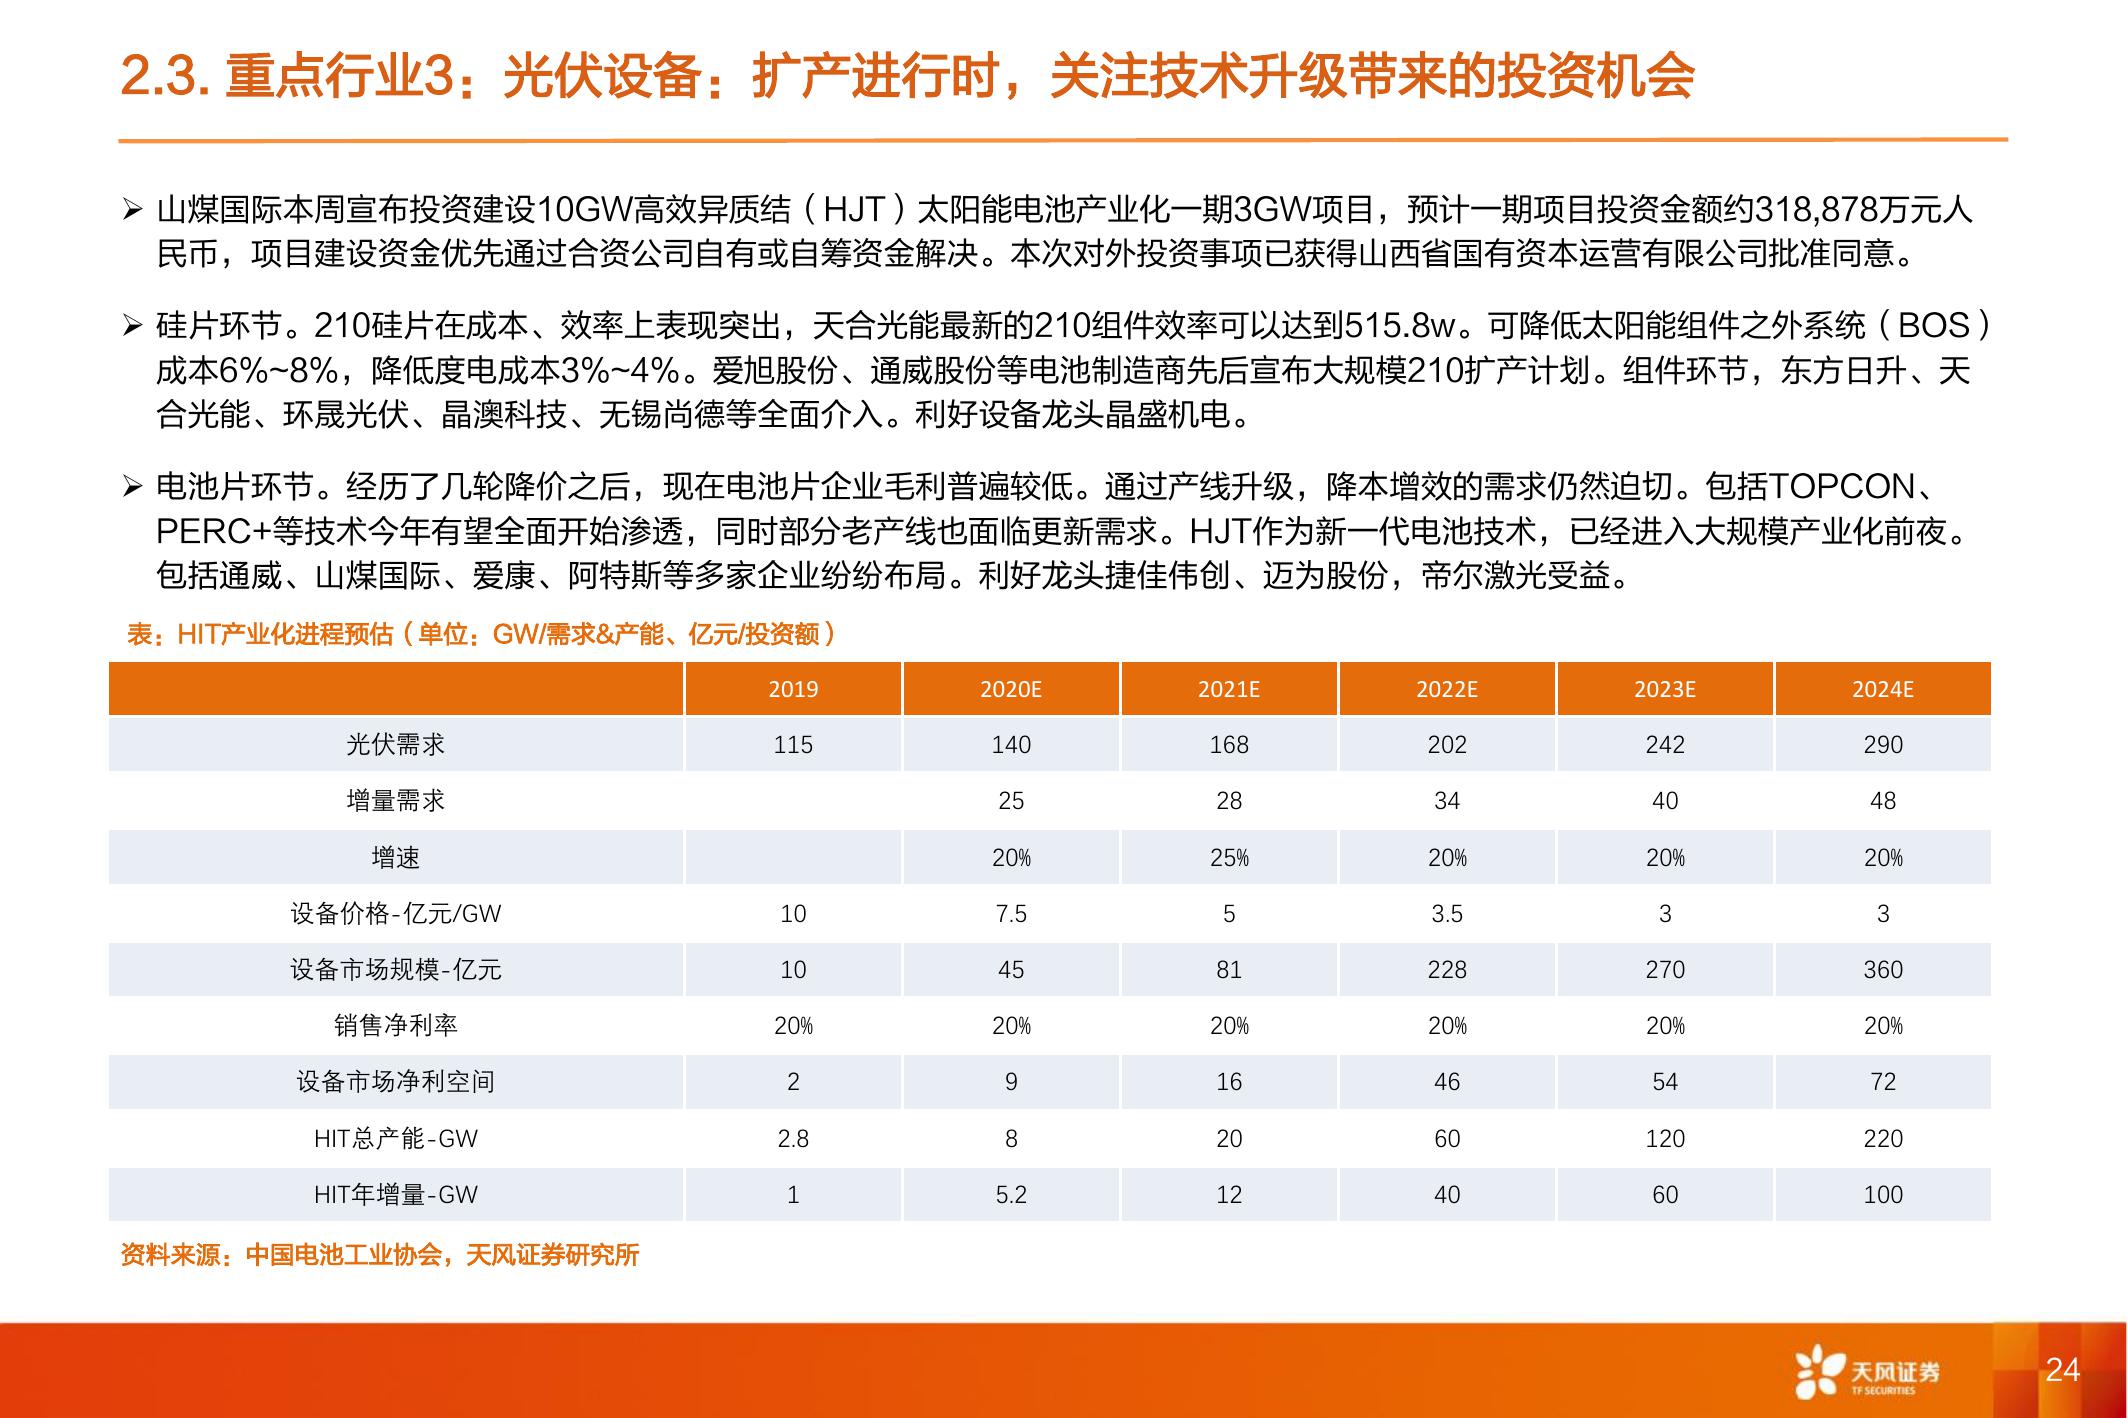 2.3. 重点行业3：光伏设备：扩产进行时，关注技术升级带来的投资机会
➢ 山煤国际本周宣布投资建设10GW高效异质结（HJT）太阳能电池产业化一期3GW项目，预计一期项目投资金额约318,878万元人
民币，项目建设资金优先通过合资公司自有或自筹资金解决。本次对外投资事项已获得山西省国有资本运营有限公司批准同意。
➢ 硅片环节。210硅片在成本、效率上表现突出，天合光能最新的210组件效率可以达到515.8w。可降低太阳能组件之外系统（BOS）
成本6%~8%，降低度电成本3%~4%。爱旭股份、通威股份等电池制造商先后宣布大规模210扩产计划。组件环节，东方日升、天
合光能、环晟光伏、晶澳科技、无锡尚德等全面介入。利好设备龙头晶盛机电。
➢ 电池片环节。经历了几轮降价之后，现在电池片企业毛利普遍较低。通过产线升级，降本增效的需求仍然迫切。包括TOPCON、
PERC+等技术今年有望全面开始渗透，同时部分老产线也面临更新需求。HJT作为新一代电池技术，已经进入大规模产业化前夜。
包括通威、山煤国际、爱康、阿特斯等多家企业纷纷布局。利好龙头捷佳伟创、迈为股份，帝尔激光受益。
表：HIT产业化进程预估（单位：GW/需求&产能、亿元/投资额）
2019 2020E 2021E 2022E 2023E 2024E
光伏需求 115 140 168 202 242 290
增量需求 25 28 34 40 48
增速 20% 25% 20% 20% 20%
设备价格-亿元/GW 10 7.5 5 3.5 3 3
设备市场规模-亿元 10 45 81 228 270 360
销售净利率 20% 20% 20% 20% 20% 20%
设备市场净利空间 2 9 16 46 54 72
HIT总产能-GW 2.8 8 20 60 120 220
HIT年增量-GW 1 5.2 12 40 60 100
资料来源：中国电池工业协会，天风证券研究所
天风证券
TF SECURITIES
24